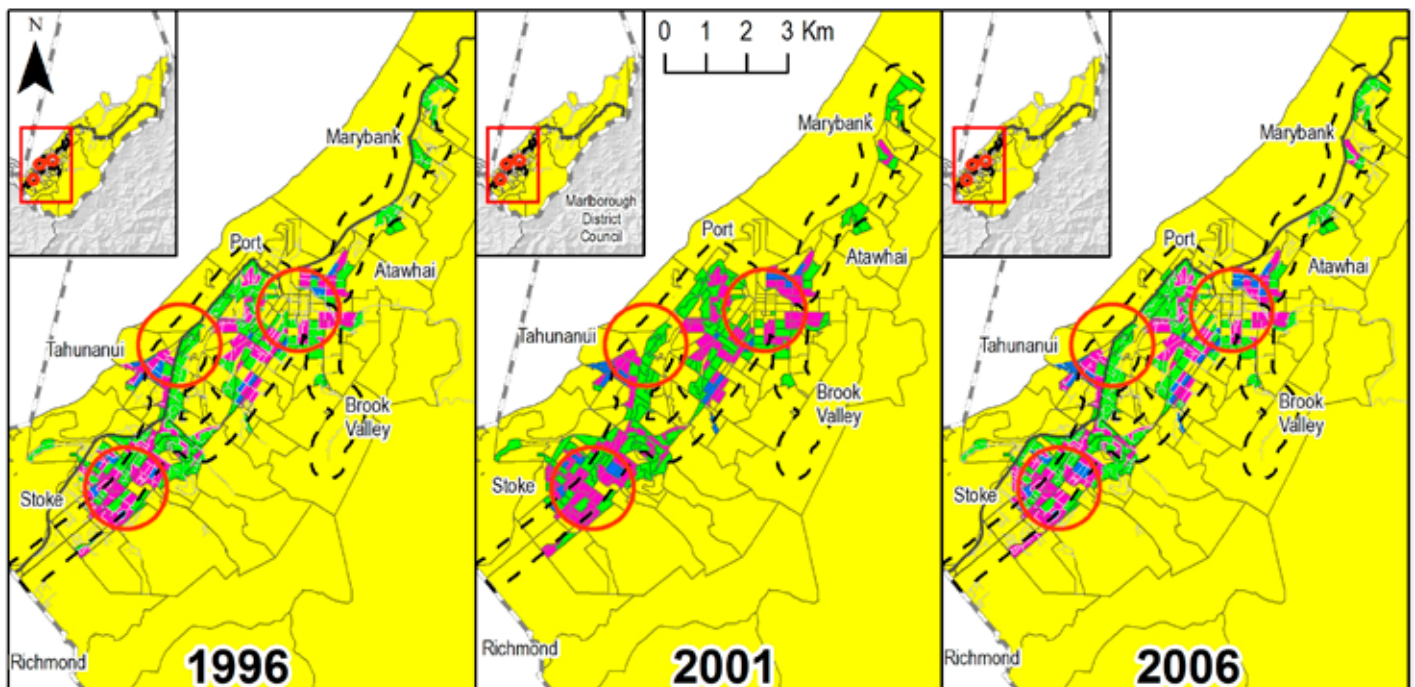 N
Marybank
Port
Atawhai
Tahunanui
Brook
Valley
Stoke
Richmond
1996
0 1 2 3 Km
Marlborough
District
Council
Marybank
Port
Atawhai
Tahunanui
Brook
Valley
Stoke
Richmond
2001
Marybank
Port
Atawhai
Tahunanui
Brook
Valley
Stoke
Richmond
2006